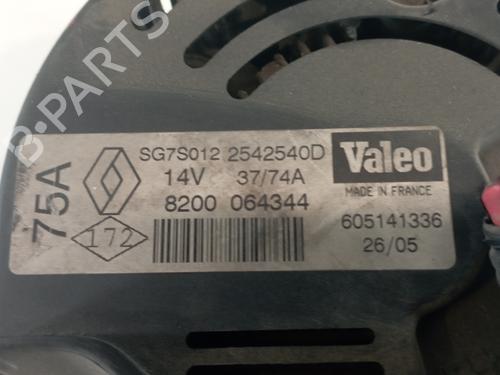 B-PARTS
75A
SG7S012 2542540D
14V 37/74A
8200 064344
172
Valeo
MADE IN FRANCE
605141336
26/05